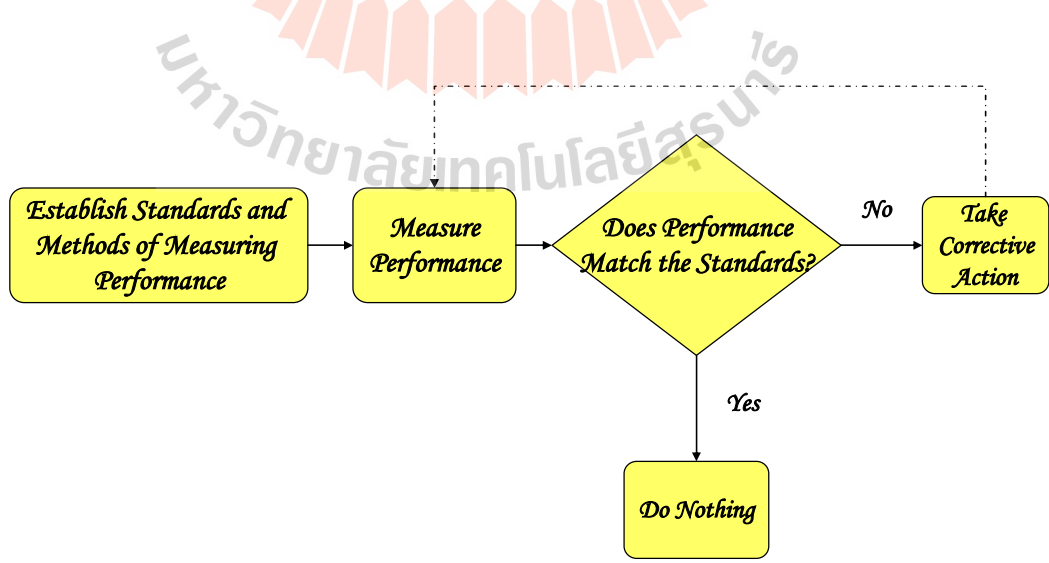 มหาวิทยาลัยเทคโนโลยีสุรนารี
Establish Standards and
Methods of Measuring
Performance
Measure
Performance
Does Performance
Match the Standards?
No
Take
Corrective
Action
Yes
Do Nothing